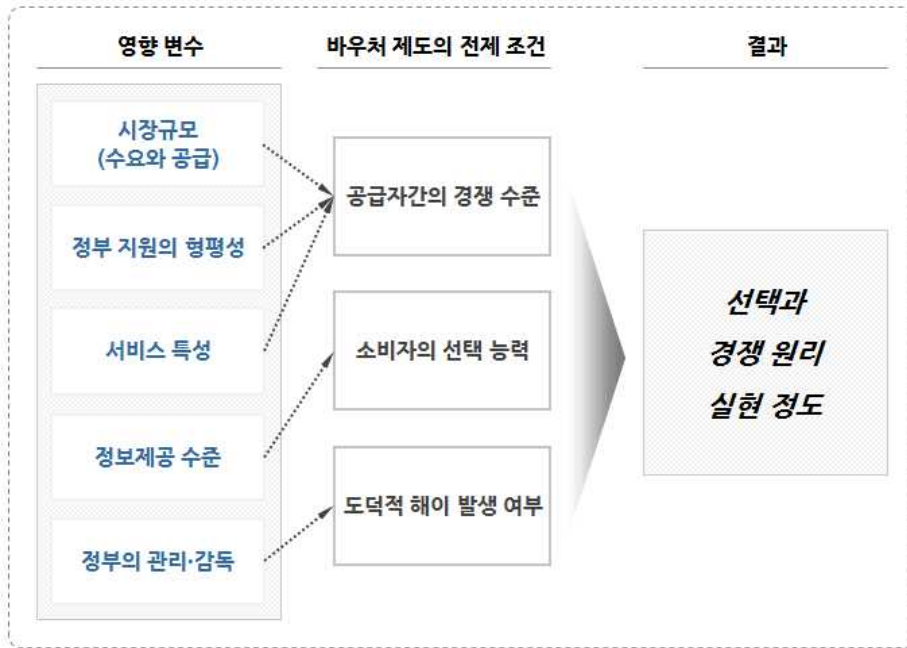 영향 변수
바우처 제도의 전제 조건
결과
시장규모
(수요와 공급)
정부 지원의 형평성
서비스 특성
정보제공 수준
정부의 관리·감독
공급자간의 경쟁 수준
소비자의 선택 능력
도덕적 해이 발생 여부
선택과
경쟁 원리
실현 정도